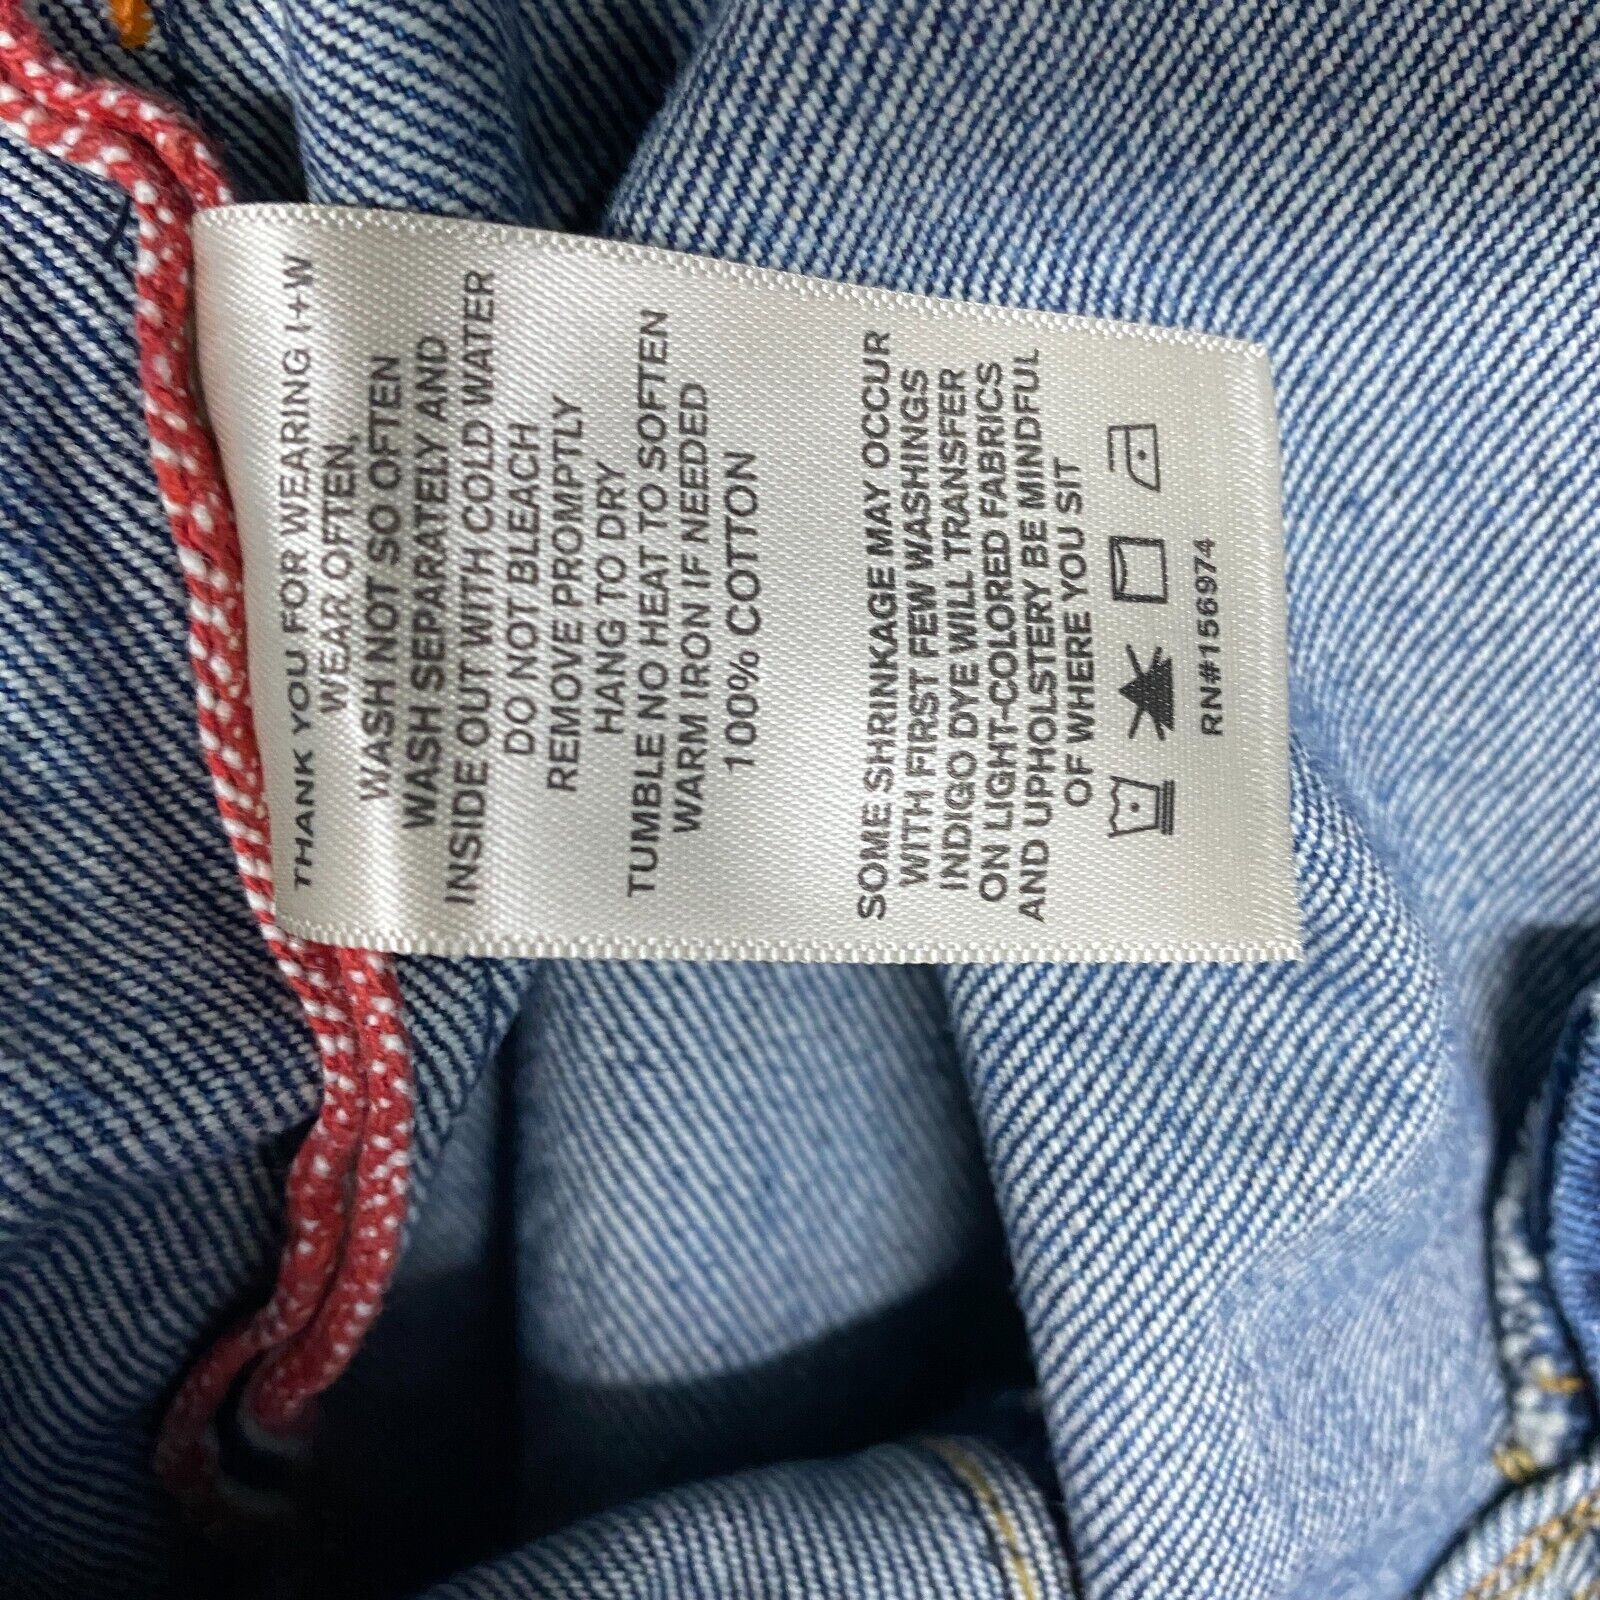 THANK YOU FOR WEARING I+W
WEAR OFTEN,
WASH NOT SO OFTEN
WASH SEPARATELY AND
INSIDE OUT WITH COLD WATER
DO NOT BLEACH
REMOVE PROMPTLY
HANG TO DRY
TUMBLE NO HEAT TO SOFTEN
WARM IRON IF NEEDED
100% COTTON
SOME SHRINKAGE MAY OCCUR
WITH FIRST FEW WASHINGS
INDIGO DYE WILL TRANSFER
ON LIGHT-COLORED FABRICS
AND UPHOLSTERY BE MINDFUL
OF WHERE YOU SIT
RN#156974